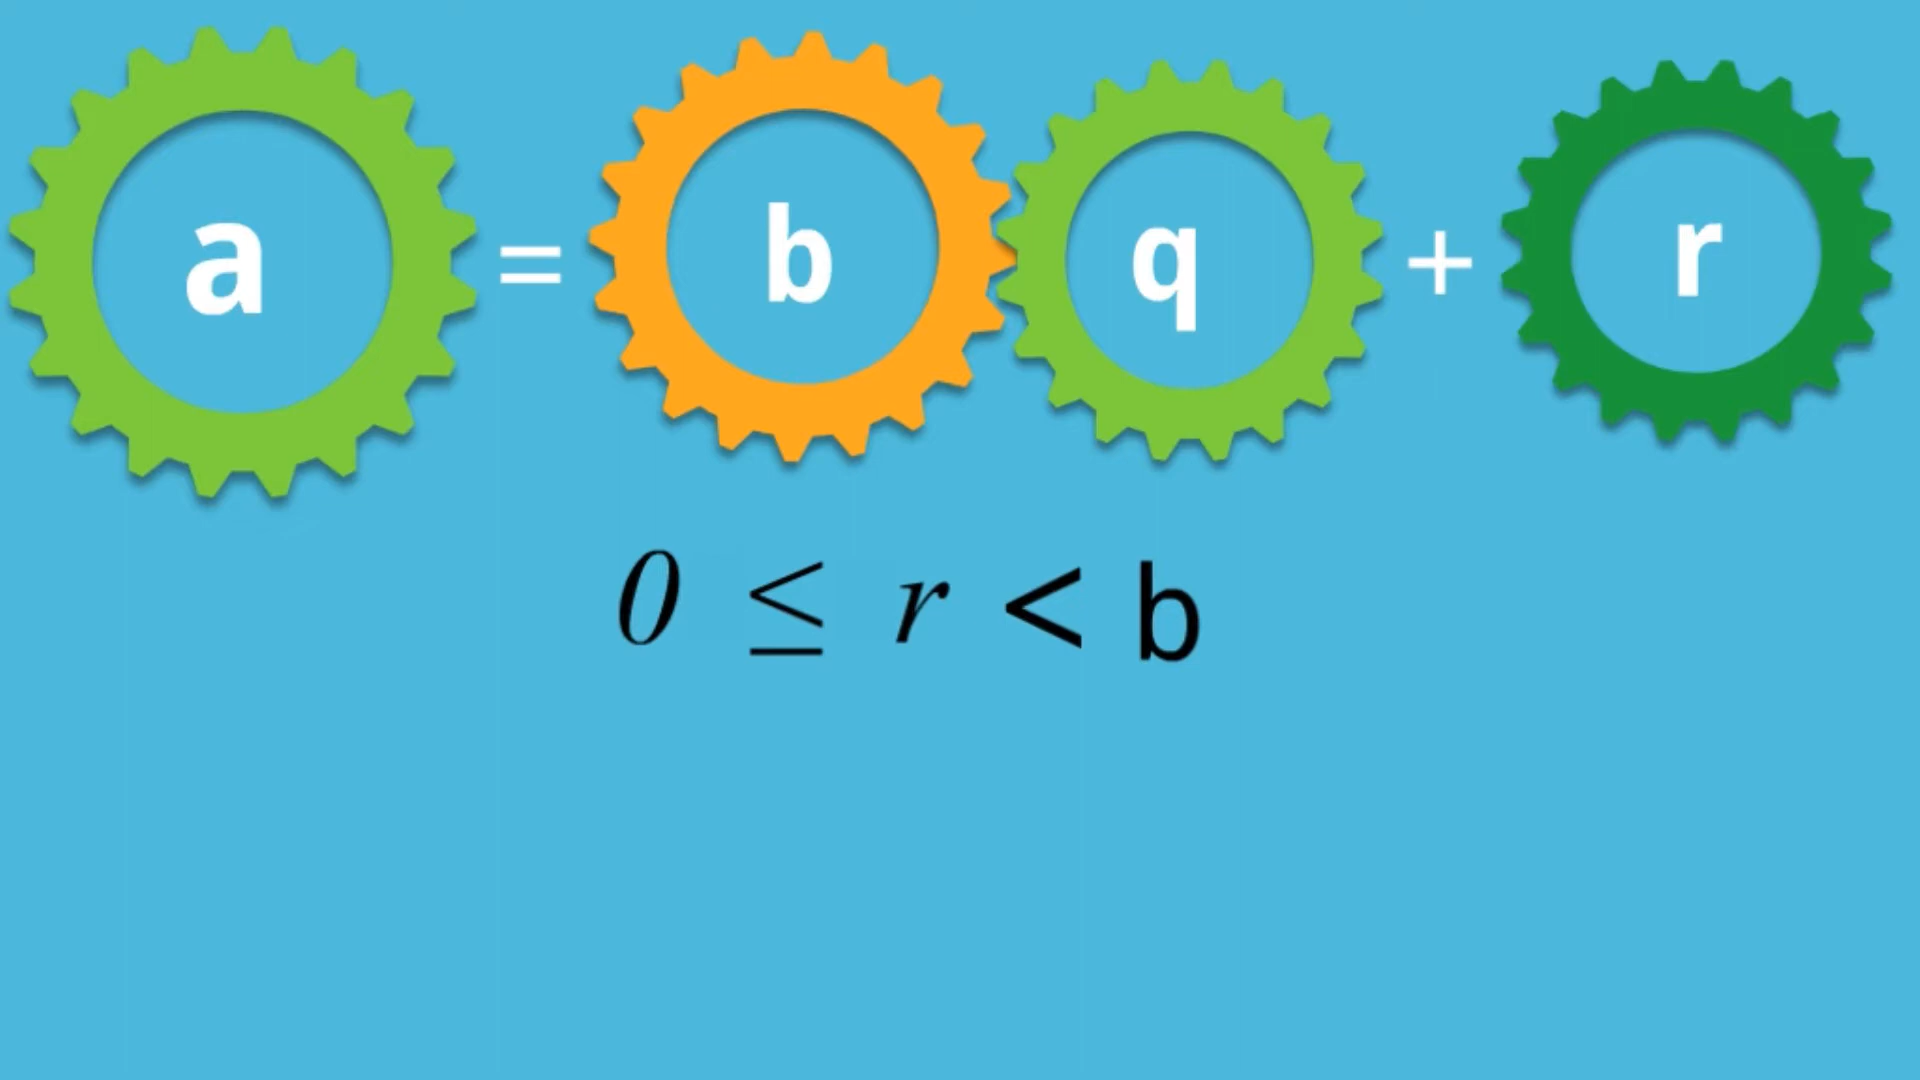 a = b q + r
0 ≤ r < b